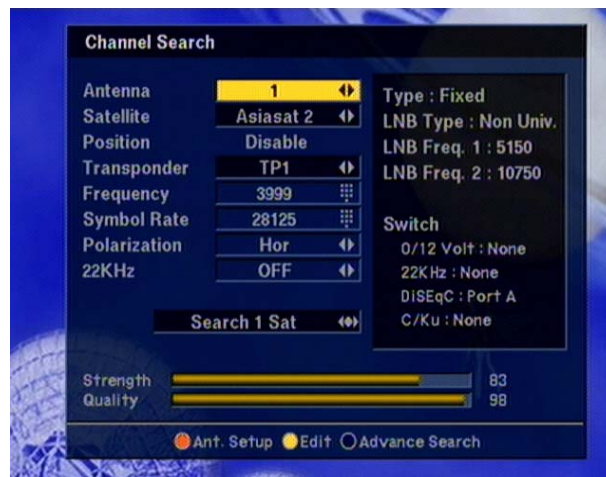 Channel Search
Antenna 1
Satellite Asiasat 2
Position Disable
Transponder TP1
Frequency 3999
Symbol Rate 28125
Polarization Hor
22KHz OFF
Search 1 Sat
Type : Fixed
LNB Type : Non Univ.
LNB Freq. 1 : 5150
LNB Freq. 2 : 10750
Switch
0/12 Volt : None
22KHz : None
DiSEqC : Port A
C/Ku : None
Strength 83
Quality 98
Ant. Setup Edit Advance Search